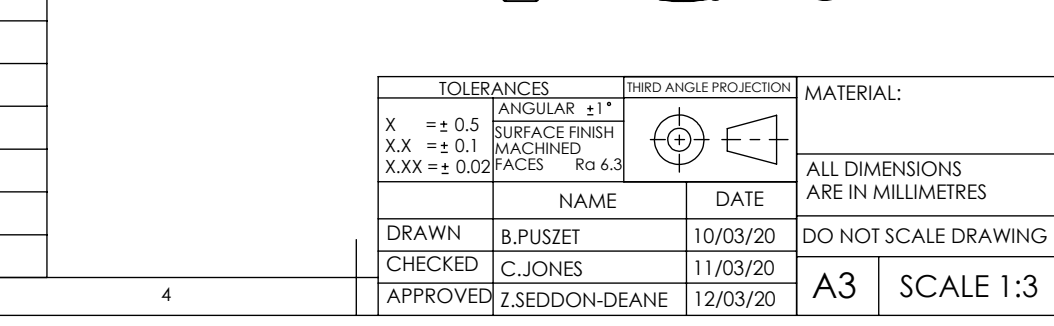 TOLERANCES
X =± 0.5
X.X =± 0.1
X.XX =± 0.02
ANGULAR ±1°
SURFACE FINISH
MACHINED
FACES Ra 6.3
THIRD ANGLE PROJECTION
MATERIAL:
ALL DIMENSIONS
ARE IN MILLIMETRES
NAME DATE
DRAWN B.PUSZET 10/03/20
CHECKED C.JONES 11/03/20
APPROVED Z.SEDDON-DEANE 12/03/20
DO NOT SCALE DRAWING
A3 SCALE 1:3
4